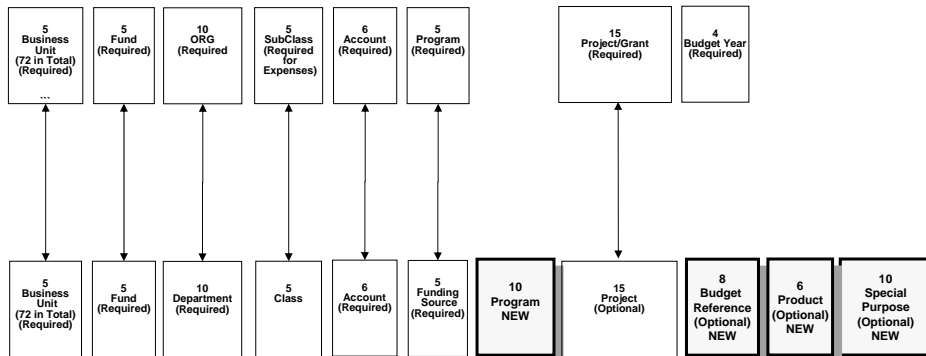 5
Business
Unit
(72 in Total)
(Required)
...
5
Fund
(Required)
10
ORG
(Required
5
SubClass
(Required
for
Expenses)
6
Account
(Required)
5
Program
(Required)
15
Project/Grant
(Required)
4
Budget Year
(Required)
5
Business
Unit
(72 in Total)
(Required)
5
Fund
(Required)
10
Department
(Required)
5
Class
6
Account
(Required)
5
Funding
Source
(Required)
10
Program
NEW
15
Project
(Optional)
8
Budget
Reference
(Optional)
NEW
6
Product
(Optional)
NEW
10
Special
Purpose
(Optional)
NEW